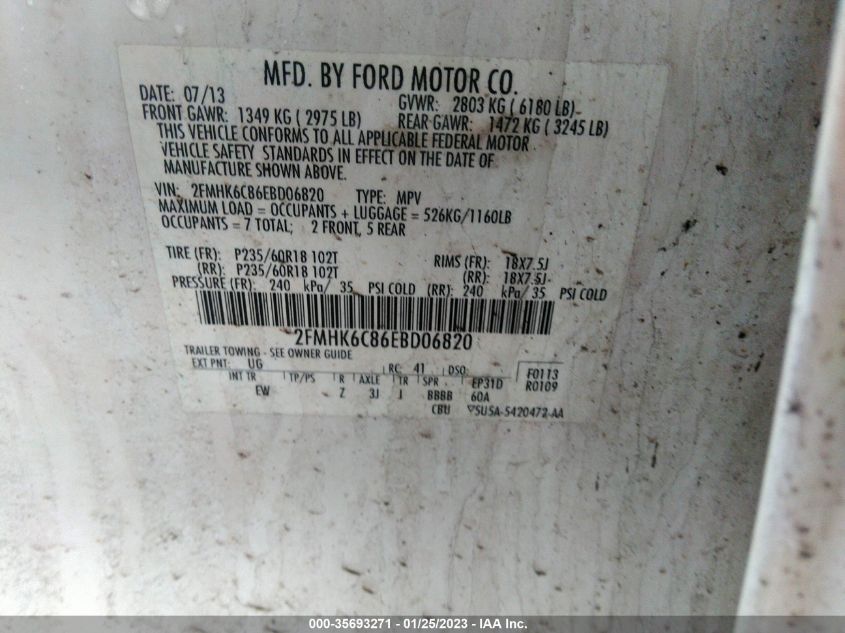 MFD. BY FORD MOTOR CO.
DATE: 07/13 GVWR: 2803 KG ( 6180 LB)
FRONT GAWR: 1349 KG ( 2975 LB) REAR GAWR: 1472 KG ( 3245 LB)
THIS VEHICLE CONFORMS TO ALL APPLICABLE FEDERAL MOTOR
VEHICLE SAFETY STANDARDS IN EFFECT ON THE DATE OF
MANUFACTURE SHOWN ABOVE.
VIN: 2FMHK6C86EBD06820 TYPE: MPV
MAXIMUM LOAD = OCCUPANTS + LUGGAGE = 526KG/1160LB
OCCUPANTS = 7 TOTAL; 2 FRONT, 5 REAR
TIRE (FR): P235/60R18 102T RIMS (FR): 18X7.5J
(RR): P235/60R18 102T (RR): 18X7.5J
PRESSURE (FR): 240 kPa/ 35 PSI COLD (RR): 240 kPa/ 35 PSI COLD
2FMHK6C86EBD06820
TRAILER TOWING - SEE OWNER GUIDE
EXT PNT: UG RC: 41 DSO: F0113
INT TR TP/PS R AXLE TR SPR EP31D R0109
EW Z 3J J BBBB 60A
CBU 5U5A-5420472-AA
000-35693271 - 01/25/2023 - IAA Inc.